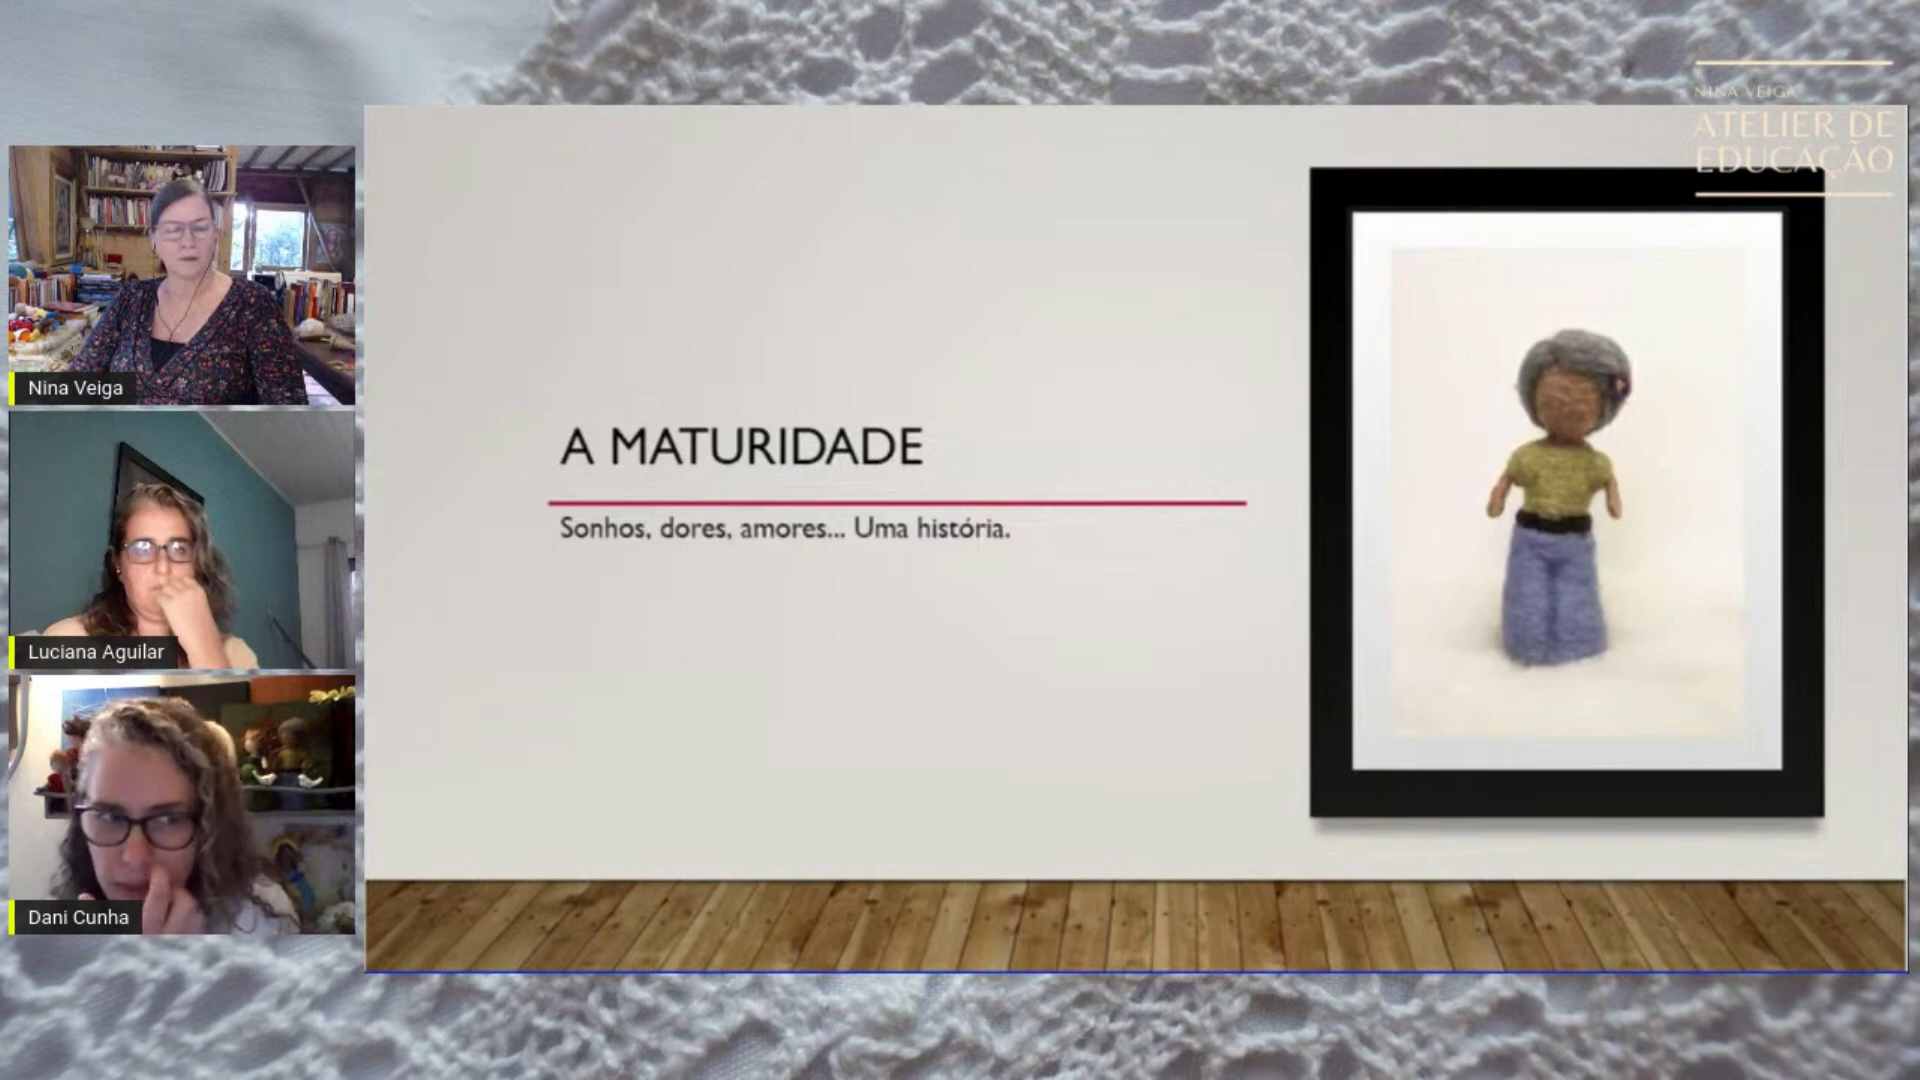 NINA VEIGA
ATELIER DE
EDUCAÇÃO
Nina Veiga
Luciana Aguilar
Dani Cunha
A MATURIDADE
Sonhos, dores, amores... Uma história.